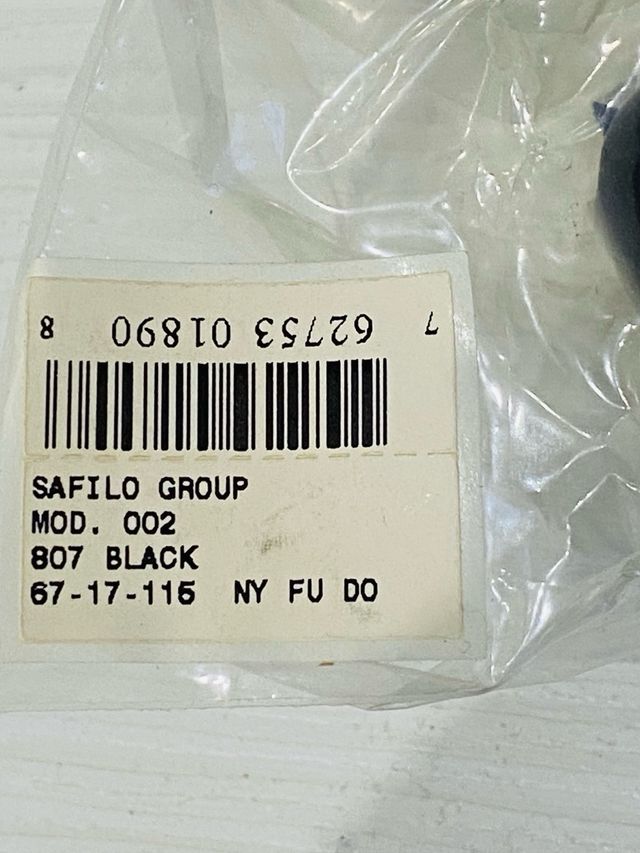 7 62753 01890 8
SAFILO GROUP
MOD. 002
807 BLACK
67-17-115 NY FU DO